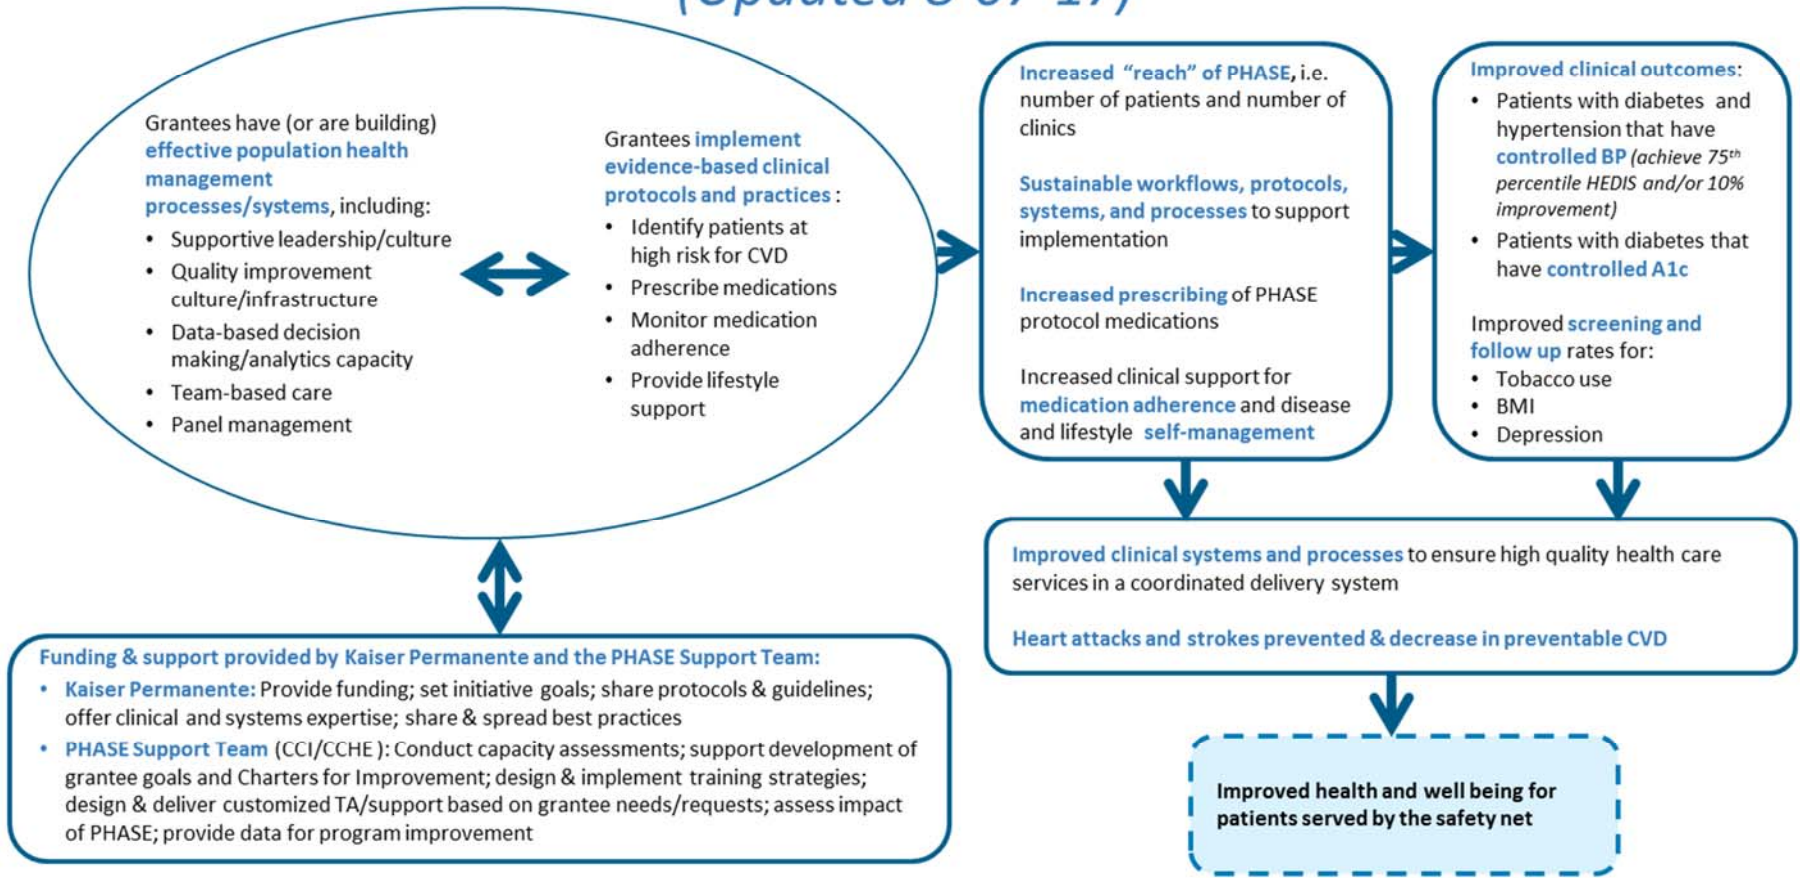 (Updated 8-07-17)
Grantees have (or are building)
effective population health
management
processes/systems, including:
• Supportive leadership/culture
• Quality improvement
culture/infrastructure
• Data-based decision
making/analytics capacity
• Team-based care
• Panel management
Grantees implement
evidence-based clinical
protocols and practices :
• Identify patients at
high risk for CVD
• Prescribe medications
• Monitor medication
adherence
• Provide lifestyle
support
Increased “reach” of PHASE, i.e.
number of patients and number of
clinics
Sustainable workflows, protocols,
systems, and processes to support
implementation
Increased prescribing of PHASE
protocol medications
Increased clinical support for
medication adherence and disease
and lifestyle self-management
Improved clinical outcomes:
• Patients with diabetes and
hypertension that have
controlled BP (achieve 75th
percentile HEDIS and/or 10%
improvement)
• Patients with diabetes that
have controlled A1c
Improved screening and
follow up rates for:
• Tobacco use
• BMI
• Depression
Improved clinical systems and processes to ensure high quality health care
services in a coordinated delivery system
Heart attacks and strokes prevented & decrease in preventable CVD
Funding & support provided by Kaiser Permanente and the PHASE Support Team:
• Kaiser Permanente: Provide funding; set initiative goals; share protocols & guidelines;
offer clinical and systems expertise; share & spread best practices
• PHASE Support Team (CCI/CCHE ): Conduct capacity assessments; support development of
grantee goals and Charters for Improvement; design & implement training strategies;
design & deliver customized TA/support based on grantee needs/requests; assess impact
of PHASE; provide data for program improvement
Improved health and well being for
patients served by the safety net